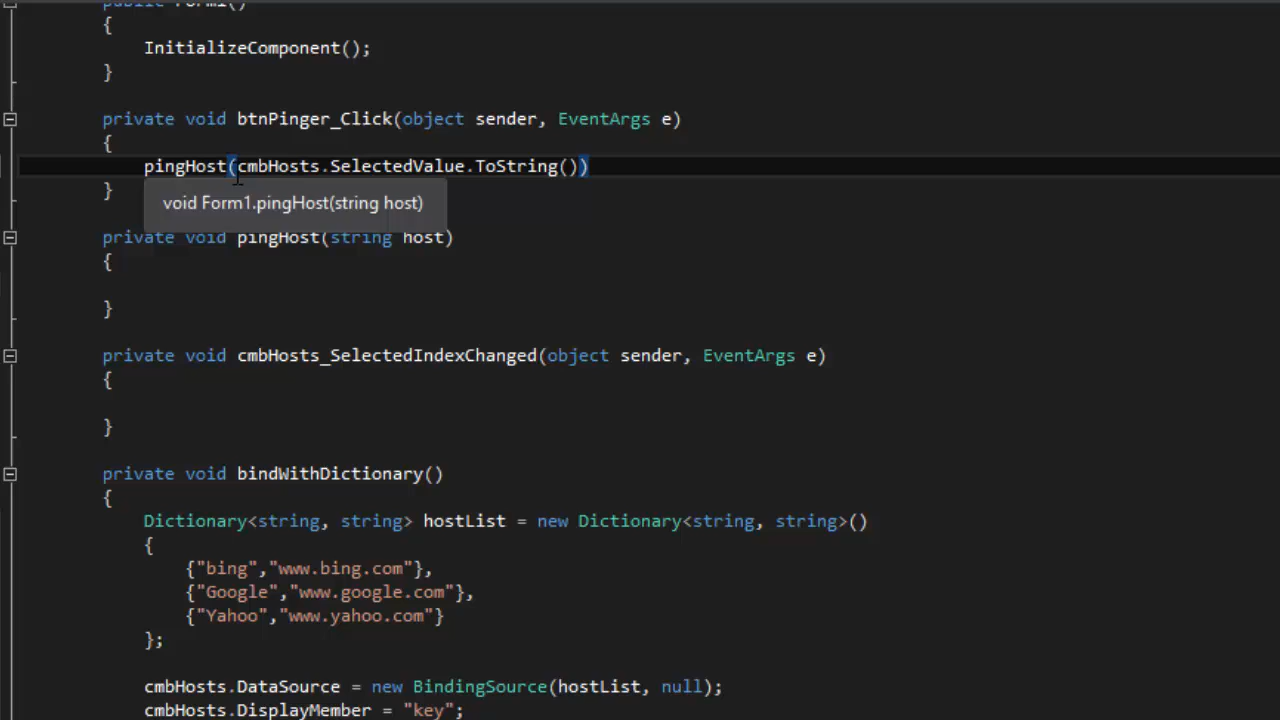 public Form1()
{
InitializeComponent();
}
private void btnPinger_Click(object sender, EventArgs e)
{
pingHost(cmbHosts.SelectedValue.ToString())
}
void Form1.pingHost(string host)
private void pingHost(string host)
{
}
private void cmbHosts_SelectedIndexChanged(object sender, EventArgs e)
{
}
private void bindWithDictionary()
{
Dictionary<string, string> hostList = new Dictionary<string, string>()
{
{"bing","www.bing.com"},
{"Google","www.google.com"},
{"Yahoo","www.yahoo.com"}
};
cmbHosts.DataSource = new BindingSource(hostList, null);
cmbHosts.DisplayMember = "key";